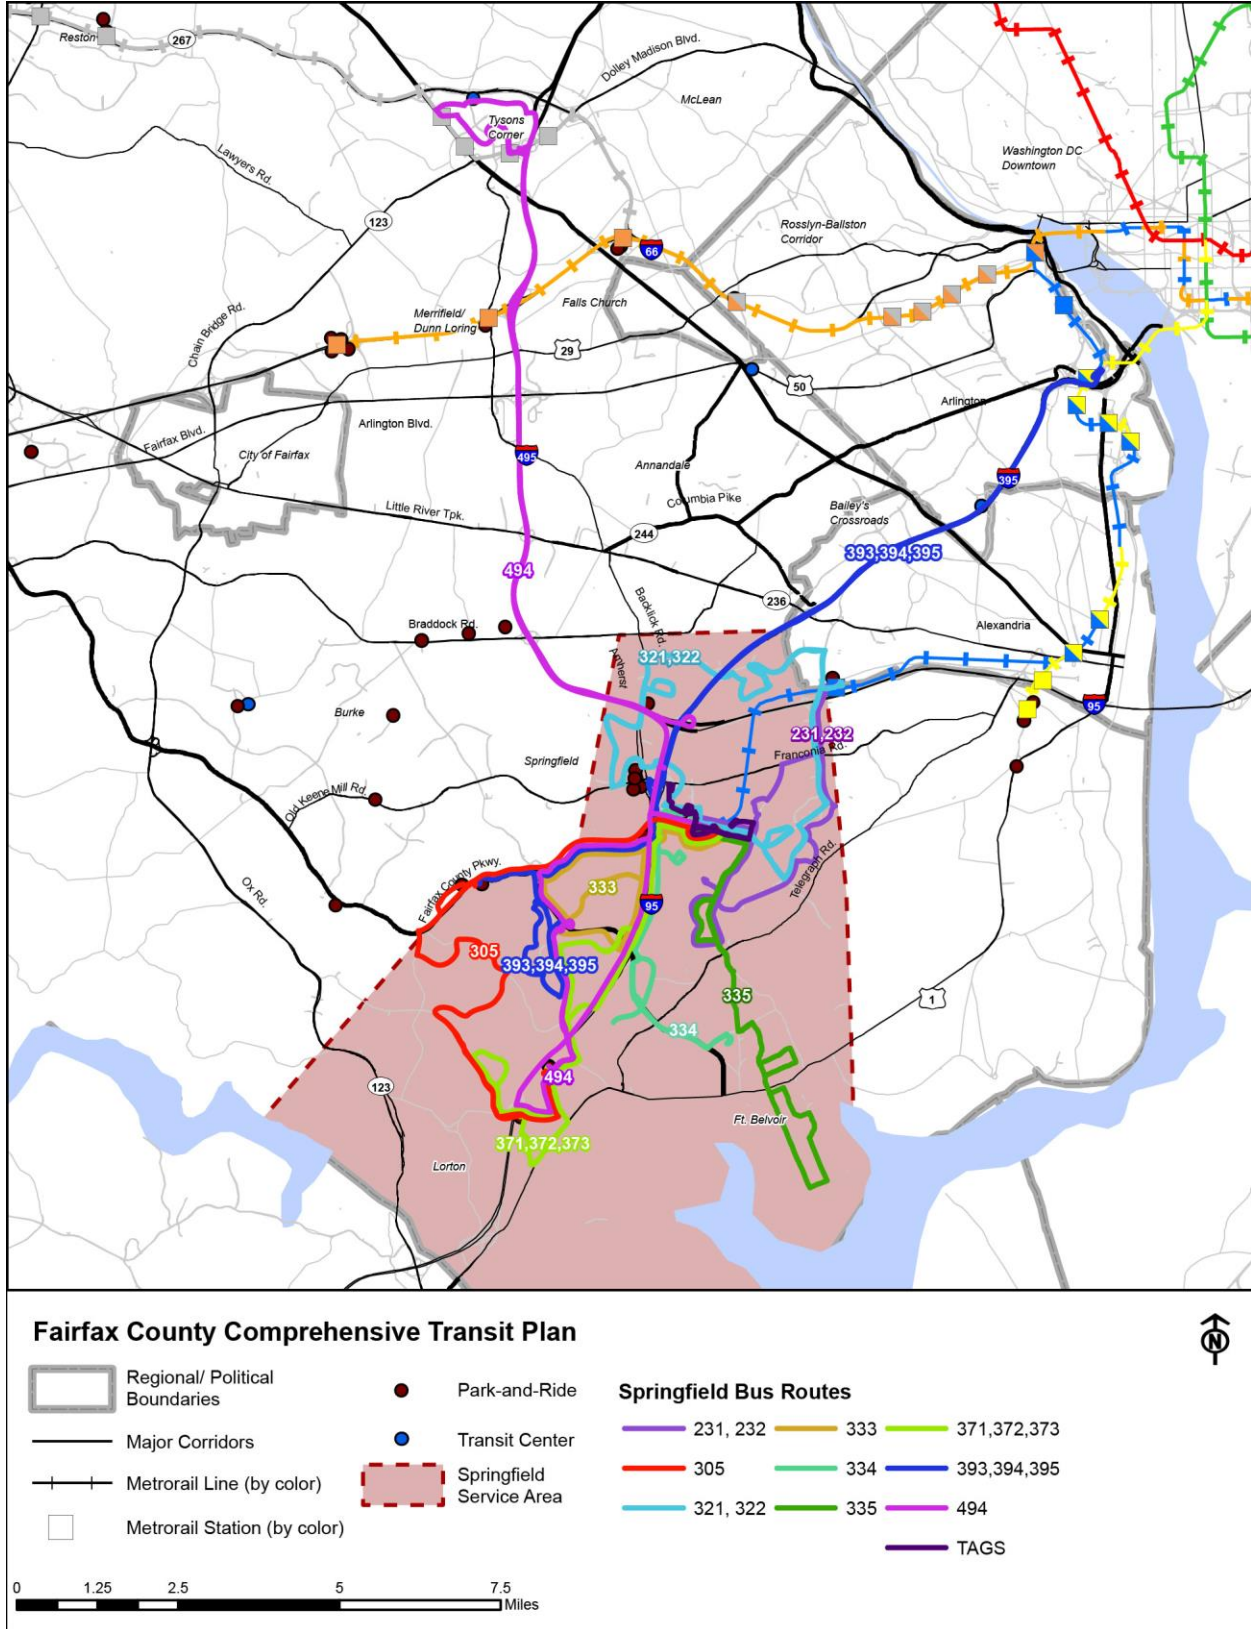 Reston
267
Dolley Madison Blvd.
McLean
Tysons
Corner
Washington DC
Downtown
Lawyers Rd.
123
Rosslyn-Ballston
Corridor
66
Falls Church
Merrifield/
Dunn Loring
Chain Bridge Rd.
29
50
Arlington
Arlington Blvd.
Fairfax Blvd.
City of Fairfax
495
Annandale
395
Columbia Pike
Bailey's
Crossroads
Little River Tpk.
244
393,394,395
494
236
Backlick Rd.
Braddock Rd.
Alexandria
Amherst
321,322
95
Burke
231,232
Franconia Rd.
Springfield
Old Keene Mill Rd.
Telegraph Rd.
Fairfax County Pkwy.
Ox Rd.
333
95
305
393,394,395
335
1
334
494
123
Ft. Belvoir
371,372,373
Lorton
Fairfax County Comprehensive Transit Plan
N
Regional/ Political
Boundaries
Major Corridors
Metrorail Line (by color)
Metrorail Station (by color)
Park-and-Ride
Transit Center
Springfield
Service Area
Springfield Bus Routes
231, 232
333
371,372,373
305
334
393,394,395
321, 322
335
494
TAGS
0 1.25 2.5 5 7.5
Miles